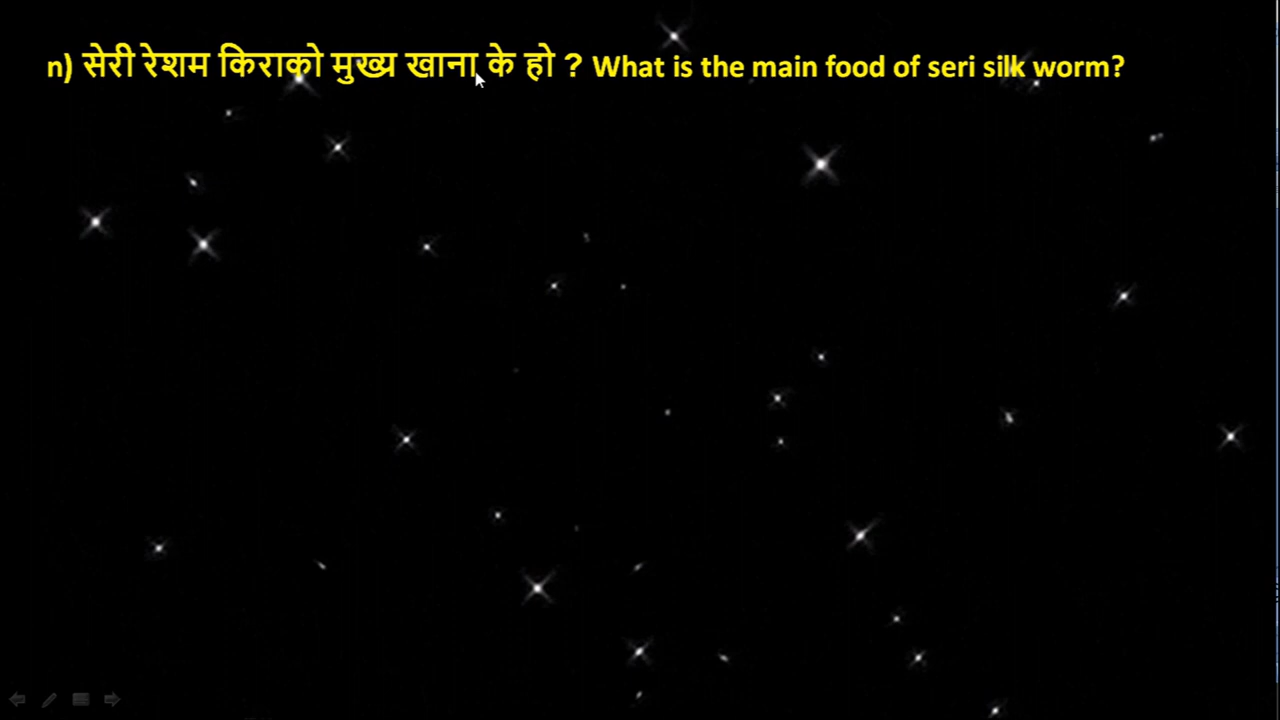 n) सेरी रेशम किराको मुख्य खाना के हो ? What is the main food of seri silk worm?